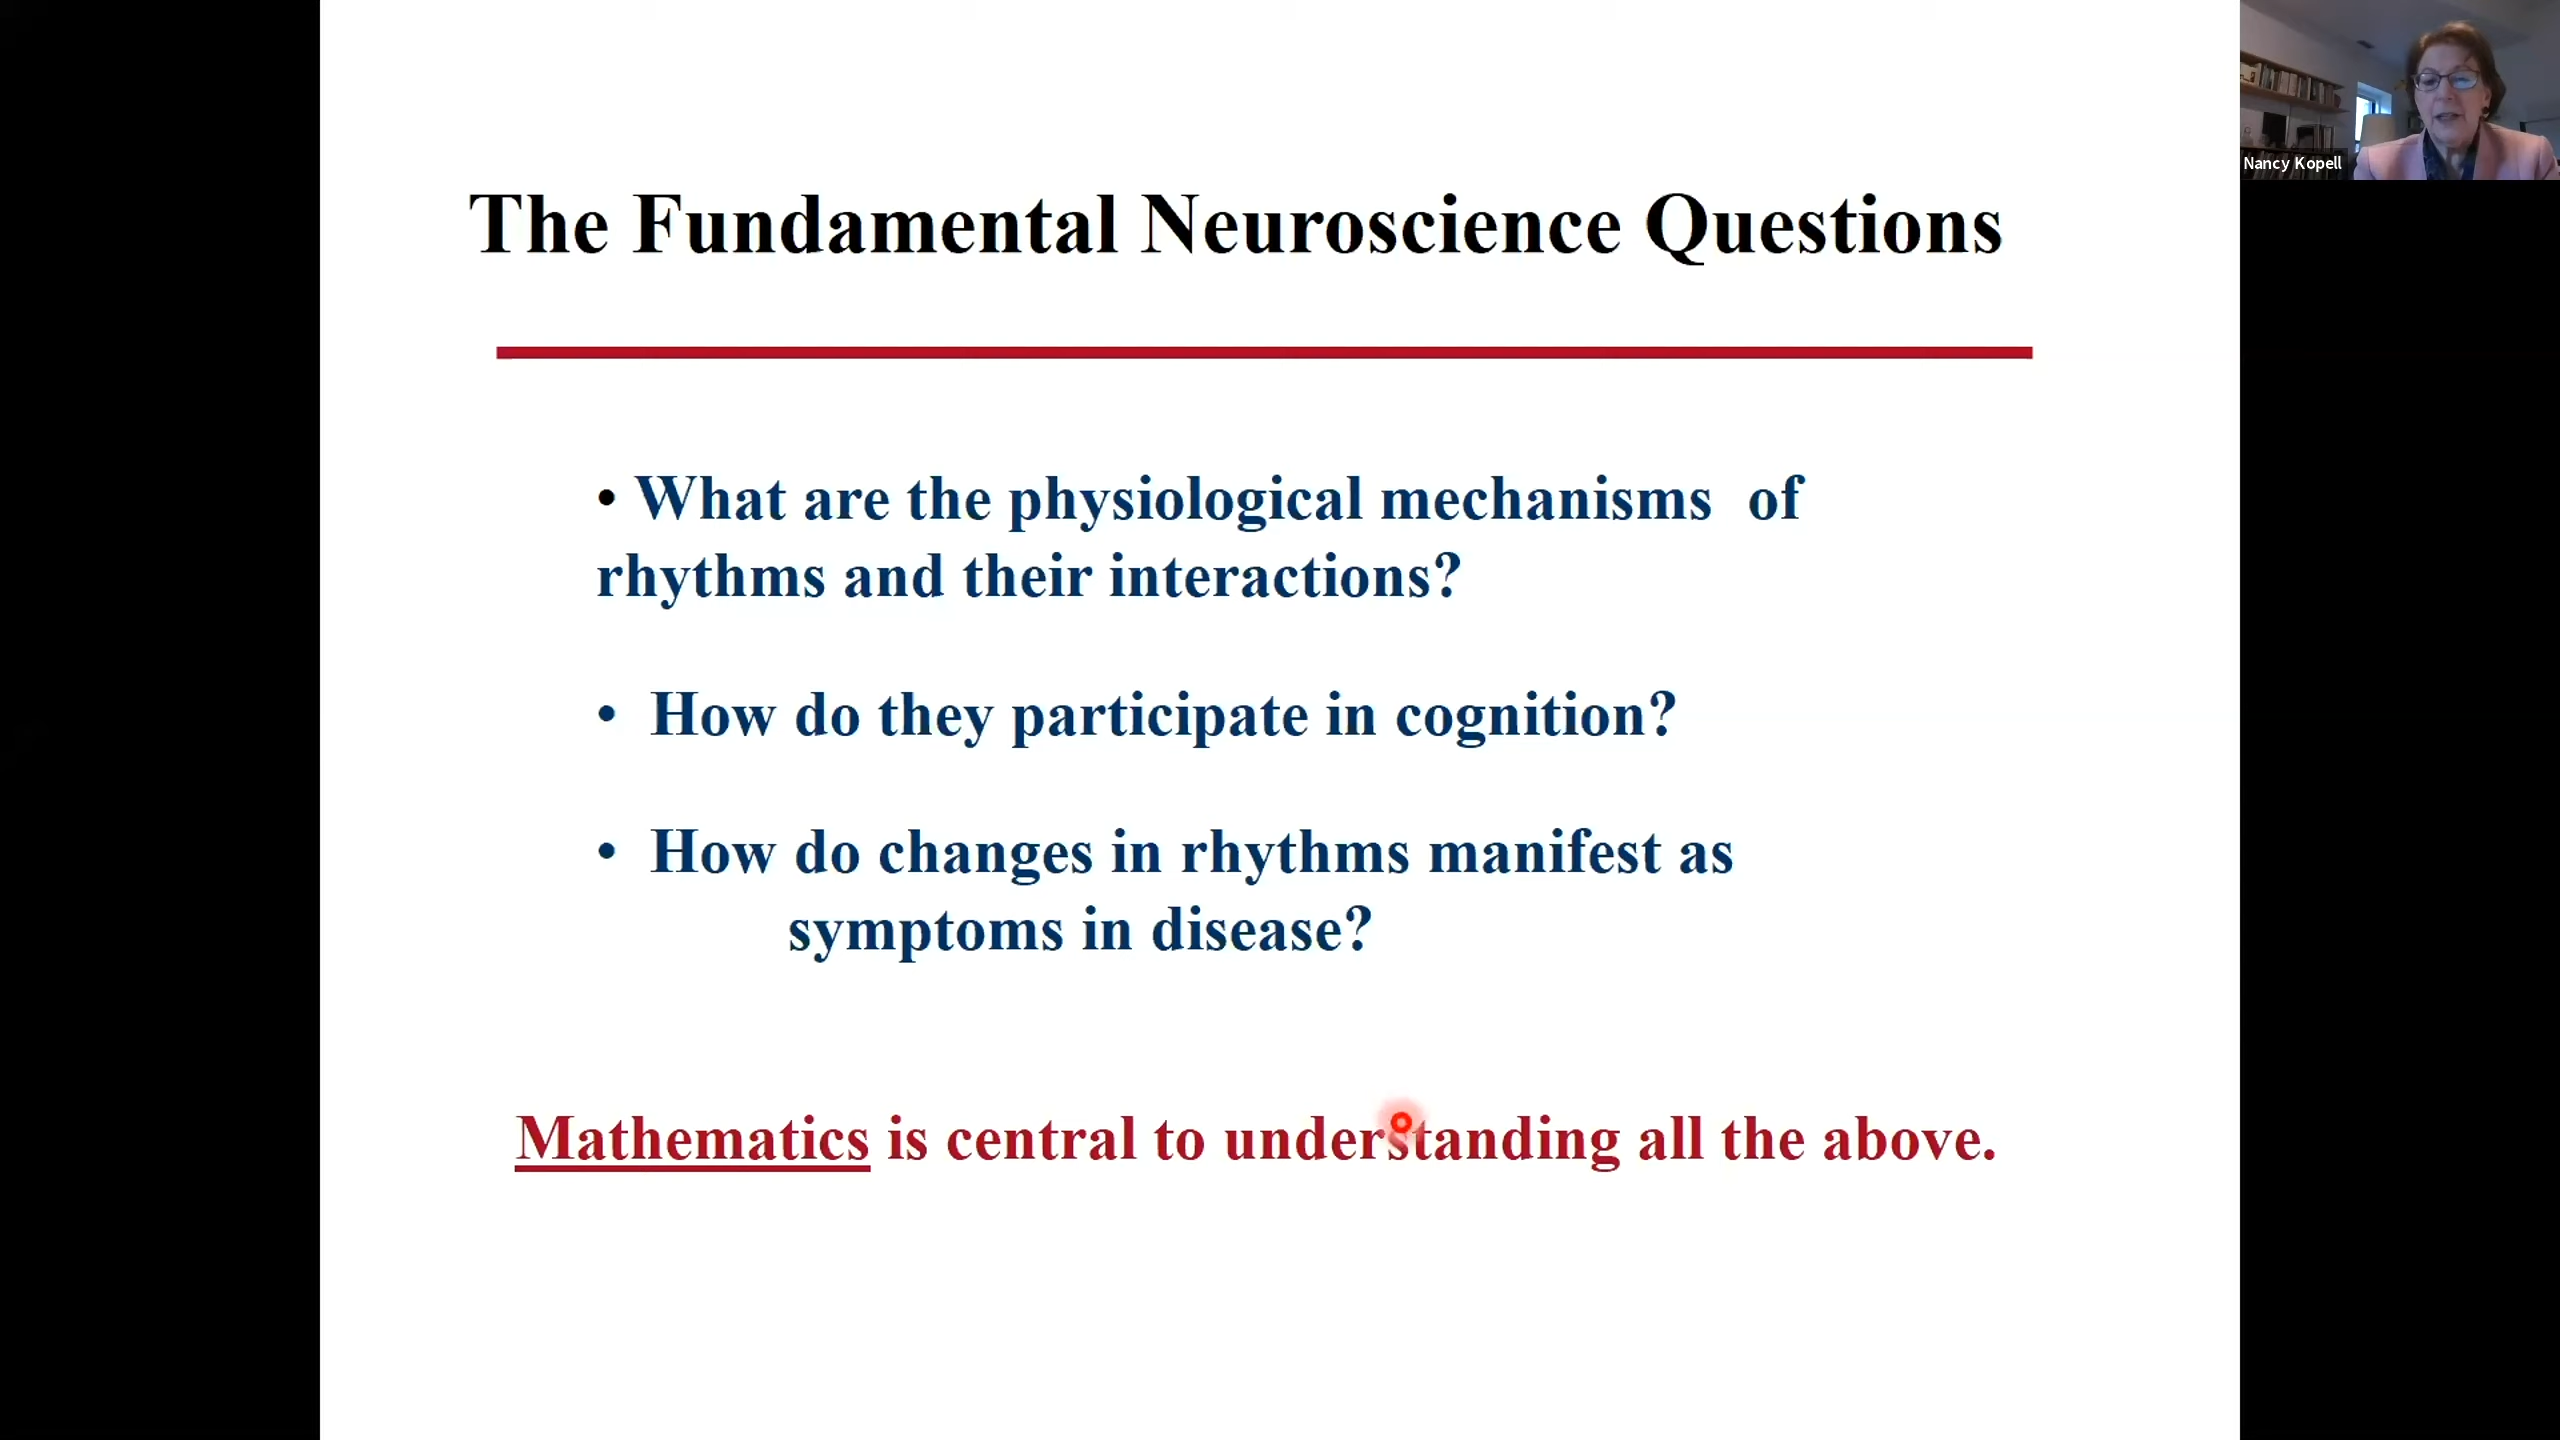 The Fundamental Neuroscience Questions
• What are the physiological mechanisms of
rhythms and their interactions?
• How do they participate in cognition?
• How do changes in rhythms manifest as
symptoms in disease?
Mathematics is central to understanding all the above.
Nancy Kopell